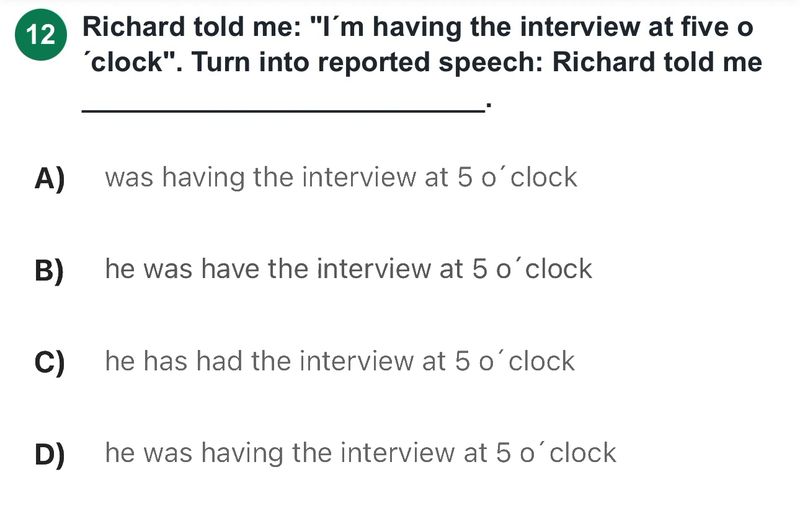 12 Richard told me: "I´m having the interview at five o
´clock". Turn into reported speech: Richard told me
____________________________.
A) was having the interview at 5 o´clock
B) he was have the interview at 5 o´clock
C) he has had the interview at 5 o´clock
D) he was having the interview at 5 o´clock